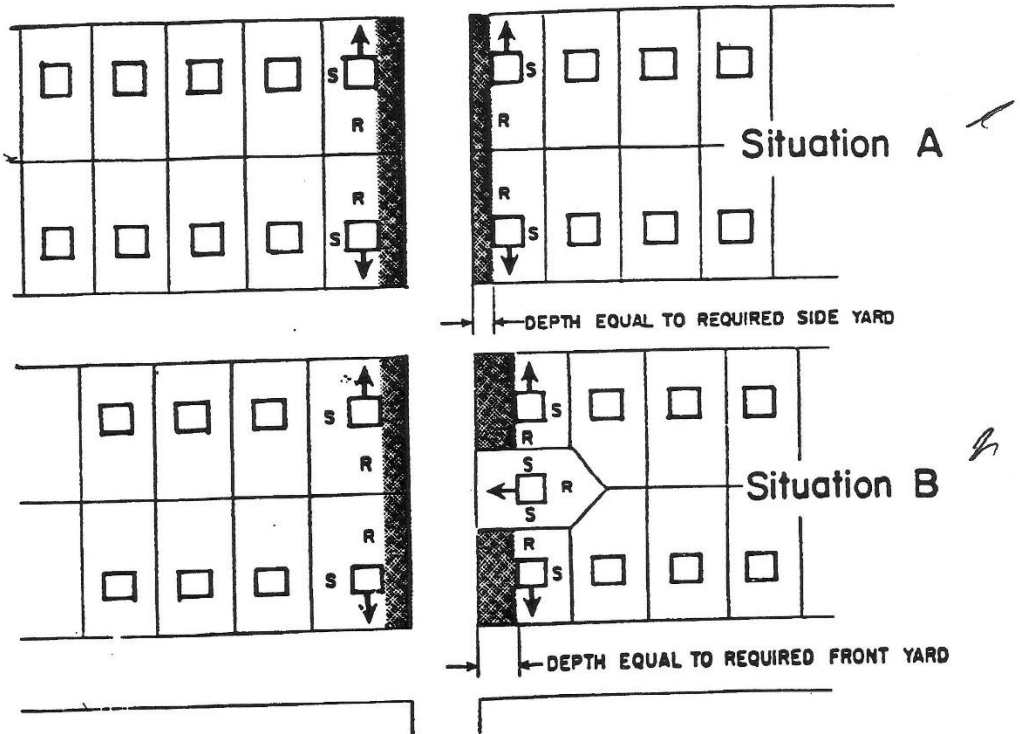 S
S
R
R
Situation A
R
R
S
S
DEPTH EQUAL TO REQUIRED SIDE YARD
S
S
R
R
S
R
Situation B
S
R
R
S
S
DEPTH EQUAL TO REQUIRED FRONT YARD